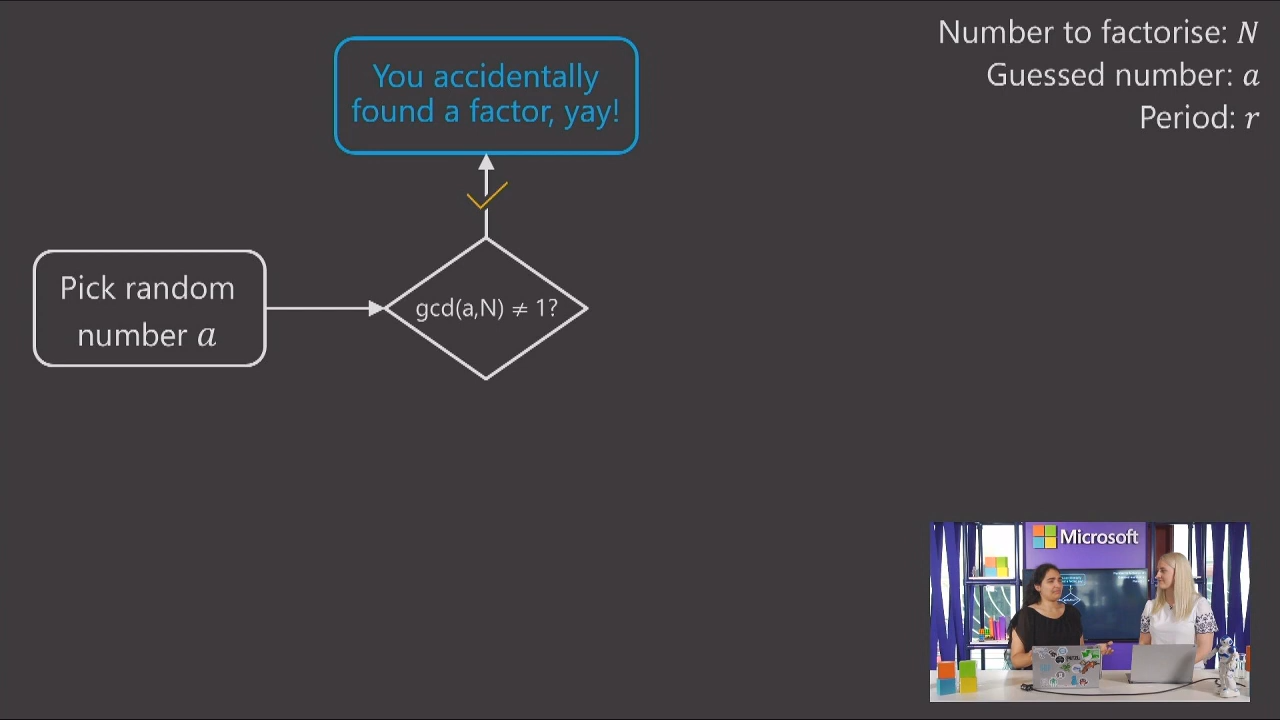 Number to factorise: N
Guessed number: a
Period: r
You accidentally
found a factor, yay!
Pick random
number a
gcd(a,N) ≠ 1?
Microsoft